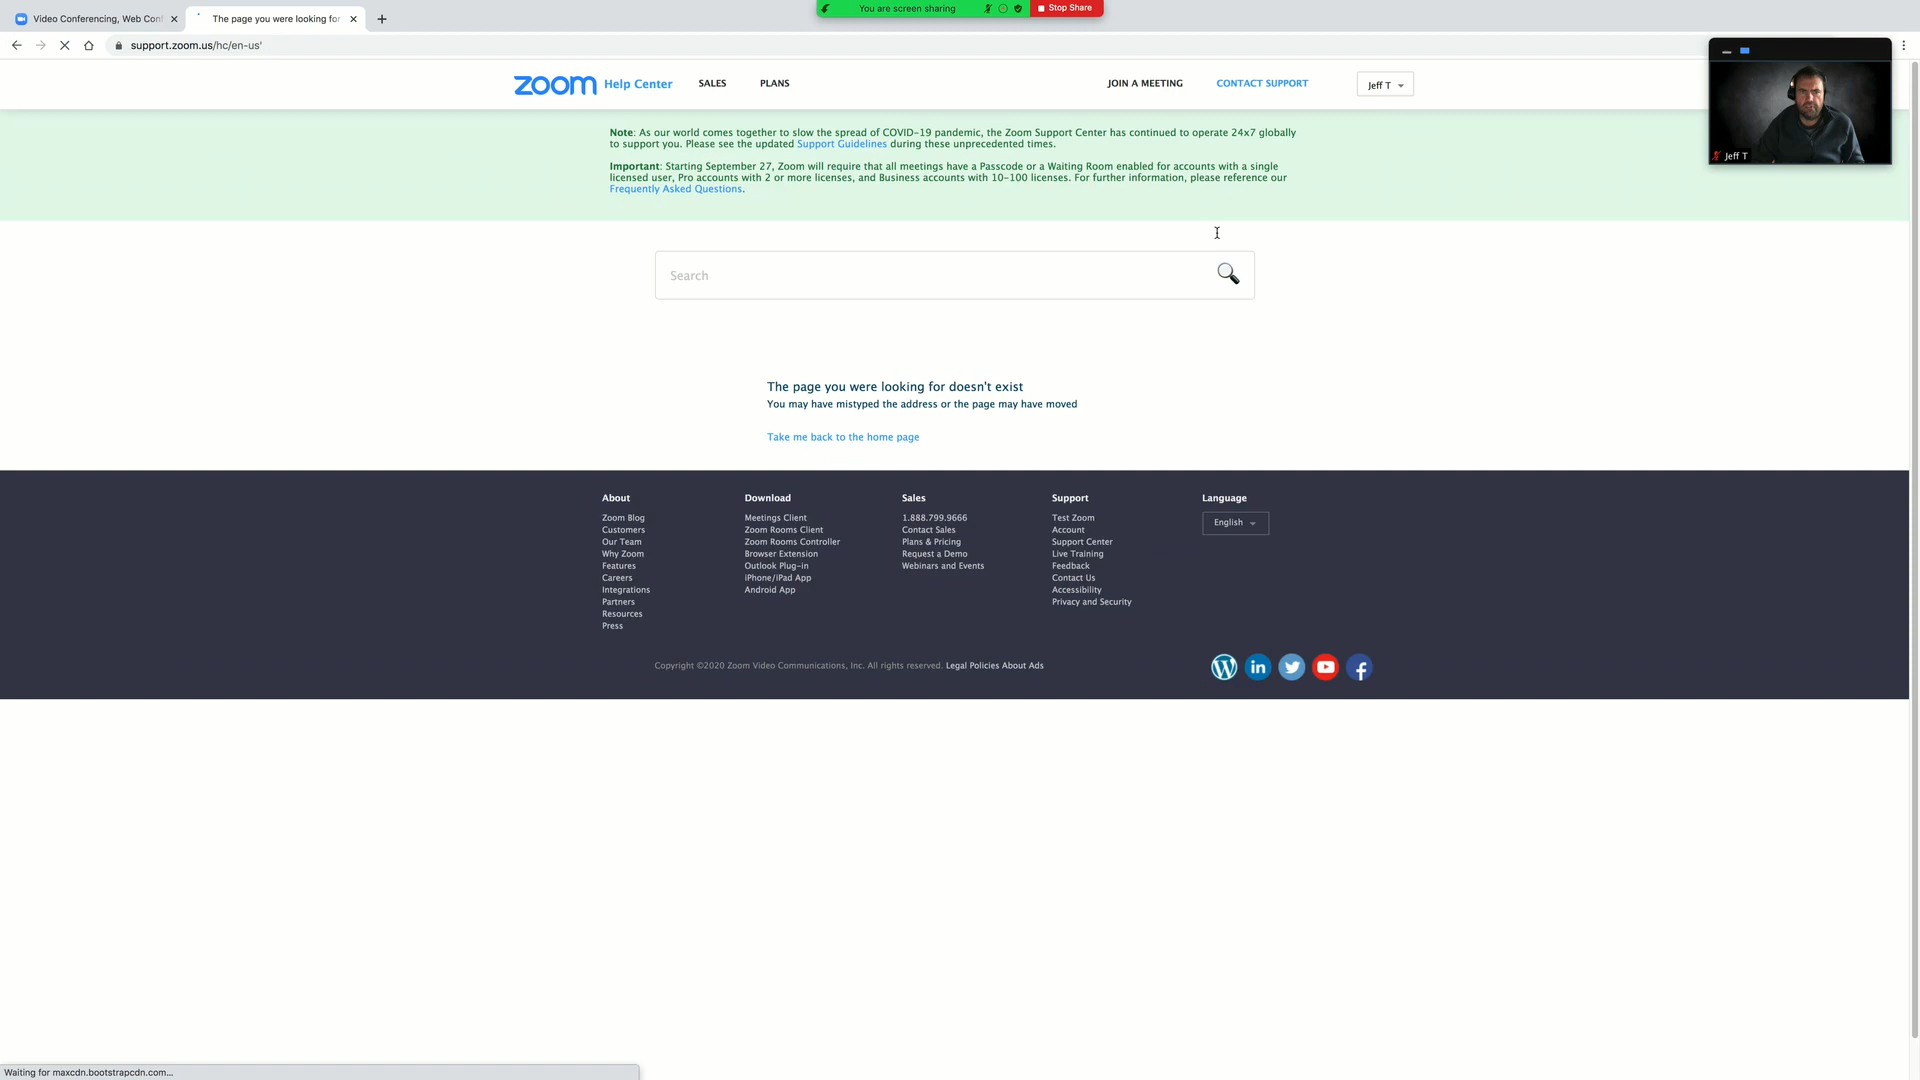 Video Conferencing, Web Conf
The page you were looking for
You are screen sharing
Stop Share
support.zoom.us/hc/en-us'
zoom Help Center
SALES
PLANS
JOIN A MEETING
CONTACT SUPPORT
Jeff T
Jeff T
Note: As our world comes together to slow the spread of COVID-19 pandemic, the Zoom Support Center has continued to operate 24x7 globally
to support you. Please see the updated Support Guidelines during these unprecedented times.
Important: Starting September 27, Zoom will require that all meetings have a Passcode or a Waiting Room enabled for accounts with a single
licensed user, Pro accounts with 2 or more licenses, and Business accounts with 10-100 licenses. For further information, please reference our
Frequently Asked Questions.
Search
The page you were looking for doesn't exist
You may have mistyped the address or the page may have moved
Take me back to the home page
About
Zoom Blog
Customers
Our Team
Why Zoom
Features
Careers
Integrations
Partners
Resources
Press
Download
Meetings Client
Zoom Rooms Client
Zoom Rooms Controller
Browser Extension
Outlook Plug-in
iPhone/iPad App
Android App
Sales
1.888.799.9666
Contact Sales
Plans & Pricing
Request a Demo
Webinars and Events
Support
Test Zoom
Account
Support Center
Live Training
Feedback
Contact Us
Accessibility
Privacy and Security
Language
English
Copyright ©2020 Zoom Video Communications, Inc. All rights reserved. Legal Policies About Ads
Waiting for maxcdn.bootstrapcdn.com...